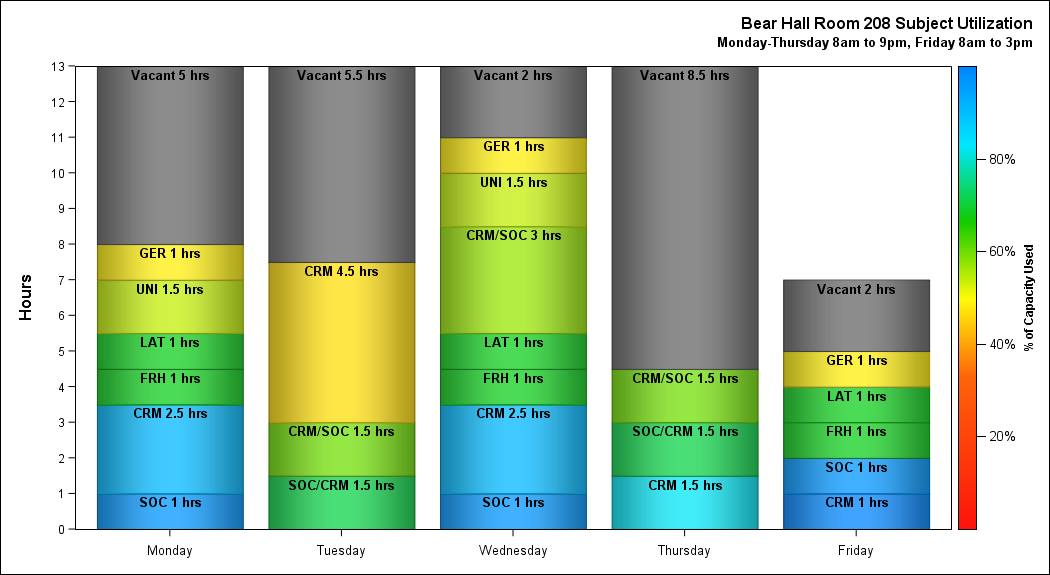 Bear Hall Room 208 Subject Utilization
Monday-Thursday 8am to 9pm, Friday 8am to 3pm
Hours
13
12
11
10
9
8
7
6
5
4
3
2
1
0
Vacant 5 hrs
GER 1 hrs
UNI 1.5 hrs
LAT 1 hrs
FRH 1 hrs
CRM 2.5 hrs
SOC 1 hrs
Monday
Vacant 5.5 hrs
CRM 4.5 hrs
CRM/SOC 1.5 hrs
SOC/CRM 1.5 hrs
Tuesday
Vacant 2 hrs
GER 1 hrs
UNI 1.5 hrs
CRM/SOC 3 hrs
LAT 1 hrs
FRH 1 hrs
CRM 2.5 hrs
SOC 1 hrs
Wednesday
Vacant 8.5 hrs
CRM/SOC 1.5 hrs
SOC/CRM 1.5 hrs
CRM 1.5 hrs
Thursday
Vacant 2 hrs
GER 1 hrs
LAT 1 hrs
FRH 1 hrs
SOC 1 hrs
CRM 1 hrs
Friday
80%
60%
40%
20%
% of Capacity Used